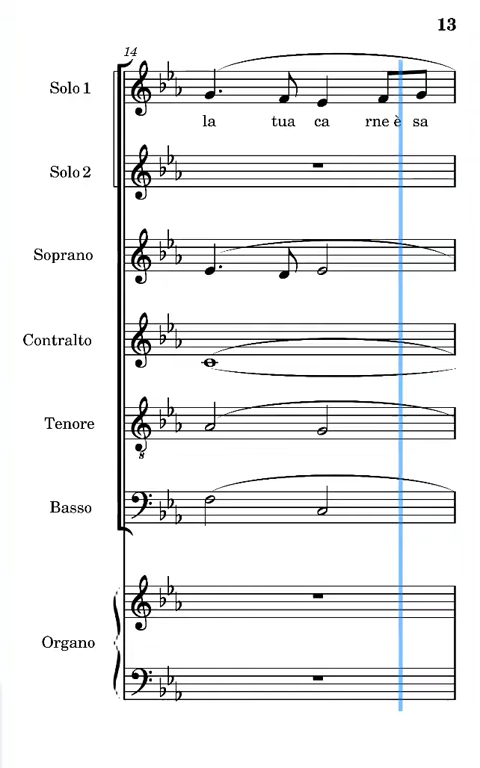 13
14
Solo 1
la tua ca rne è sa
Solo 2
Soprano
Contralto
Tenore
8
Basso
Organo